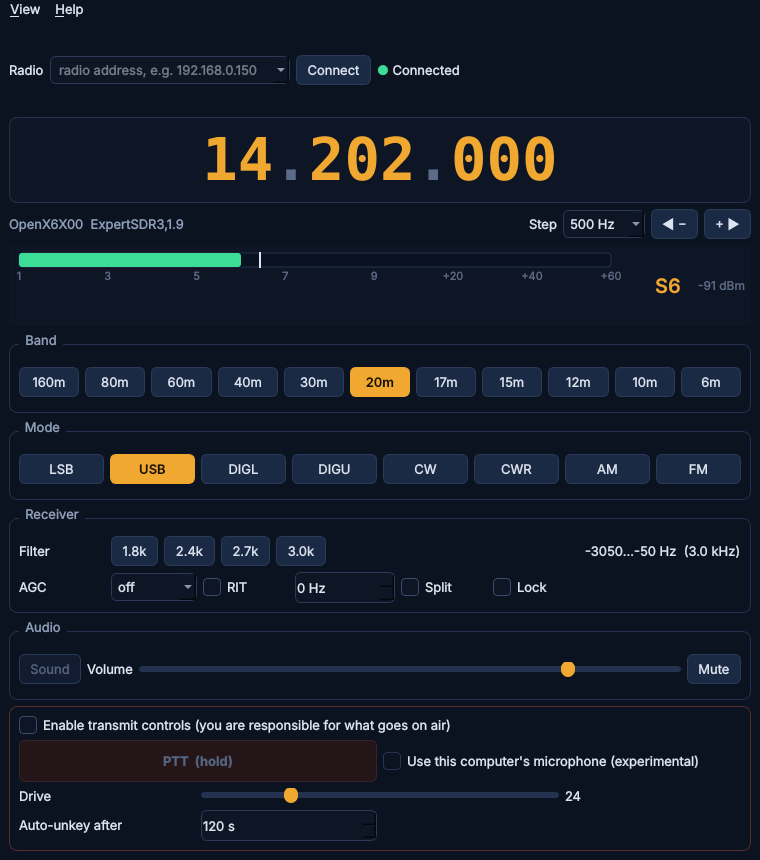 View Help
Radio radio address, e.g. 192.168.0.150 Connect Connected
14.202.000
OpenX6X00 ExpertSDR3,1.9 Step 500 Hz ◀ − + ▶
1 3 5 7 9 +20 +40 +60
S6 -91 dBm
Band
160m 80m 60m 40m 30m 20m 17m 15m 12m 10m 6m
Mode
LSB USB DIGL DIGU CW CWR AM FM
Receiver
Filter 1.8k 2.4k 2.7k 3.0k -3050...-50 Hz (3.0 kHz)
AGC off RIT 0 Hz Split Lock
Audio
Sound Volume Mute
Enable transmit controls (you are responsible for what goes on air)
PTT (hold) Use this computer's microphone (experimental)
Drive 24
Auto-unkey after 120 s